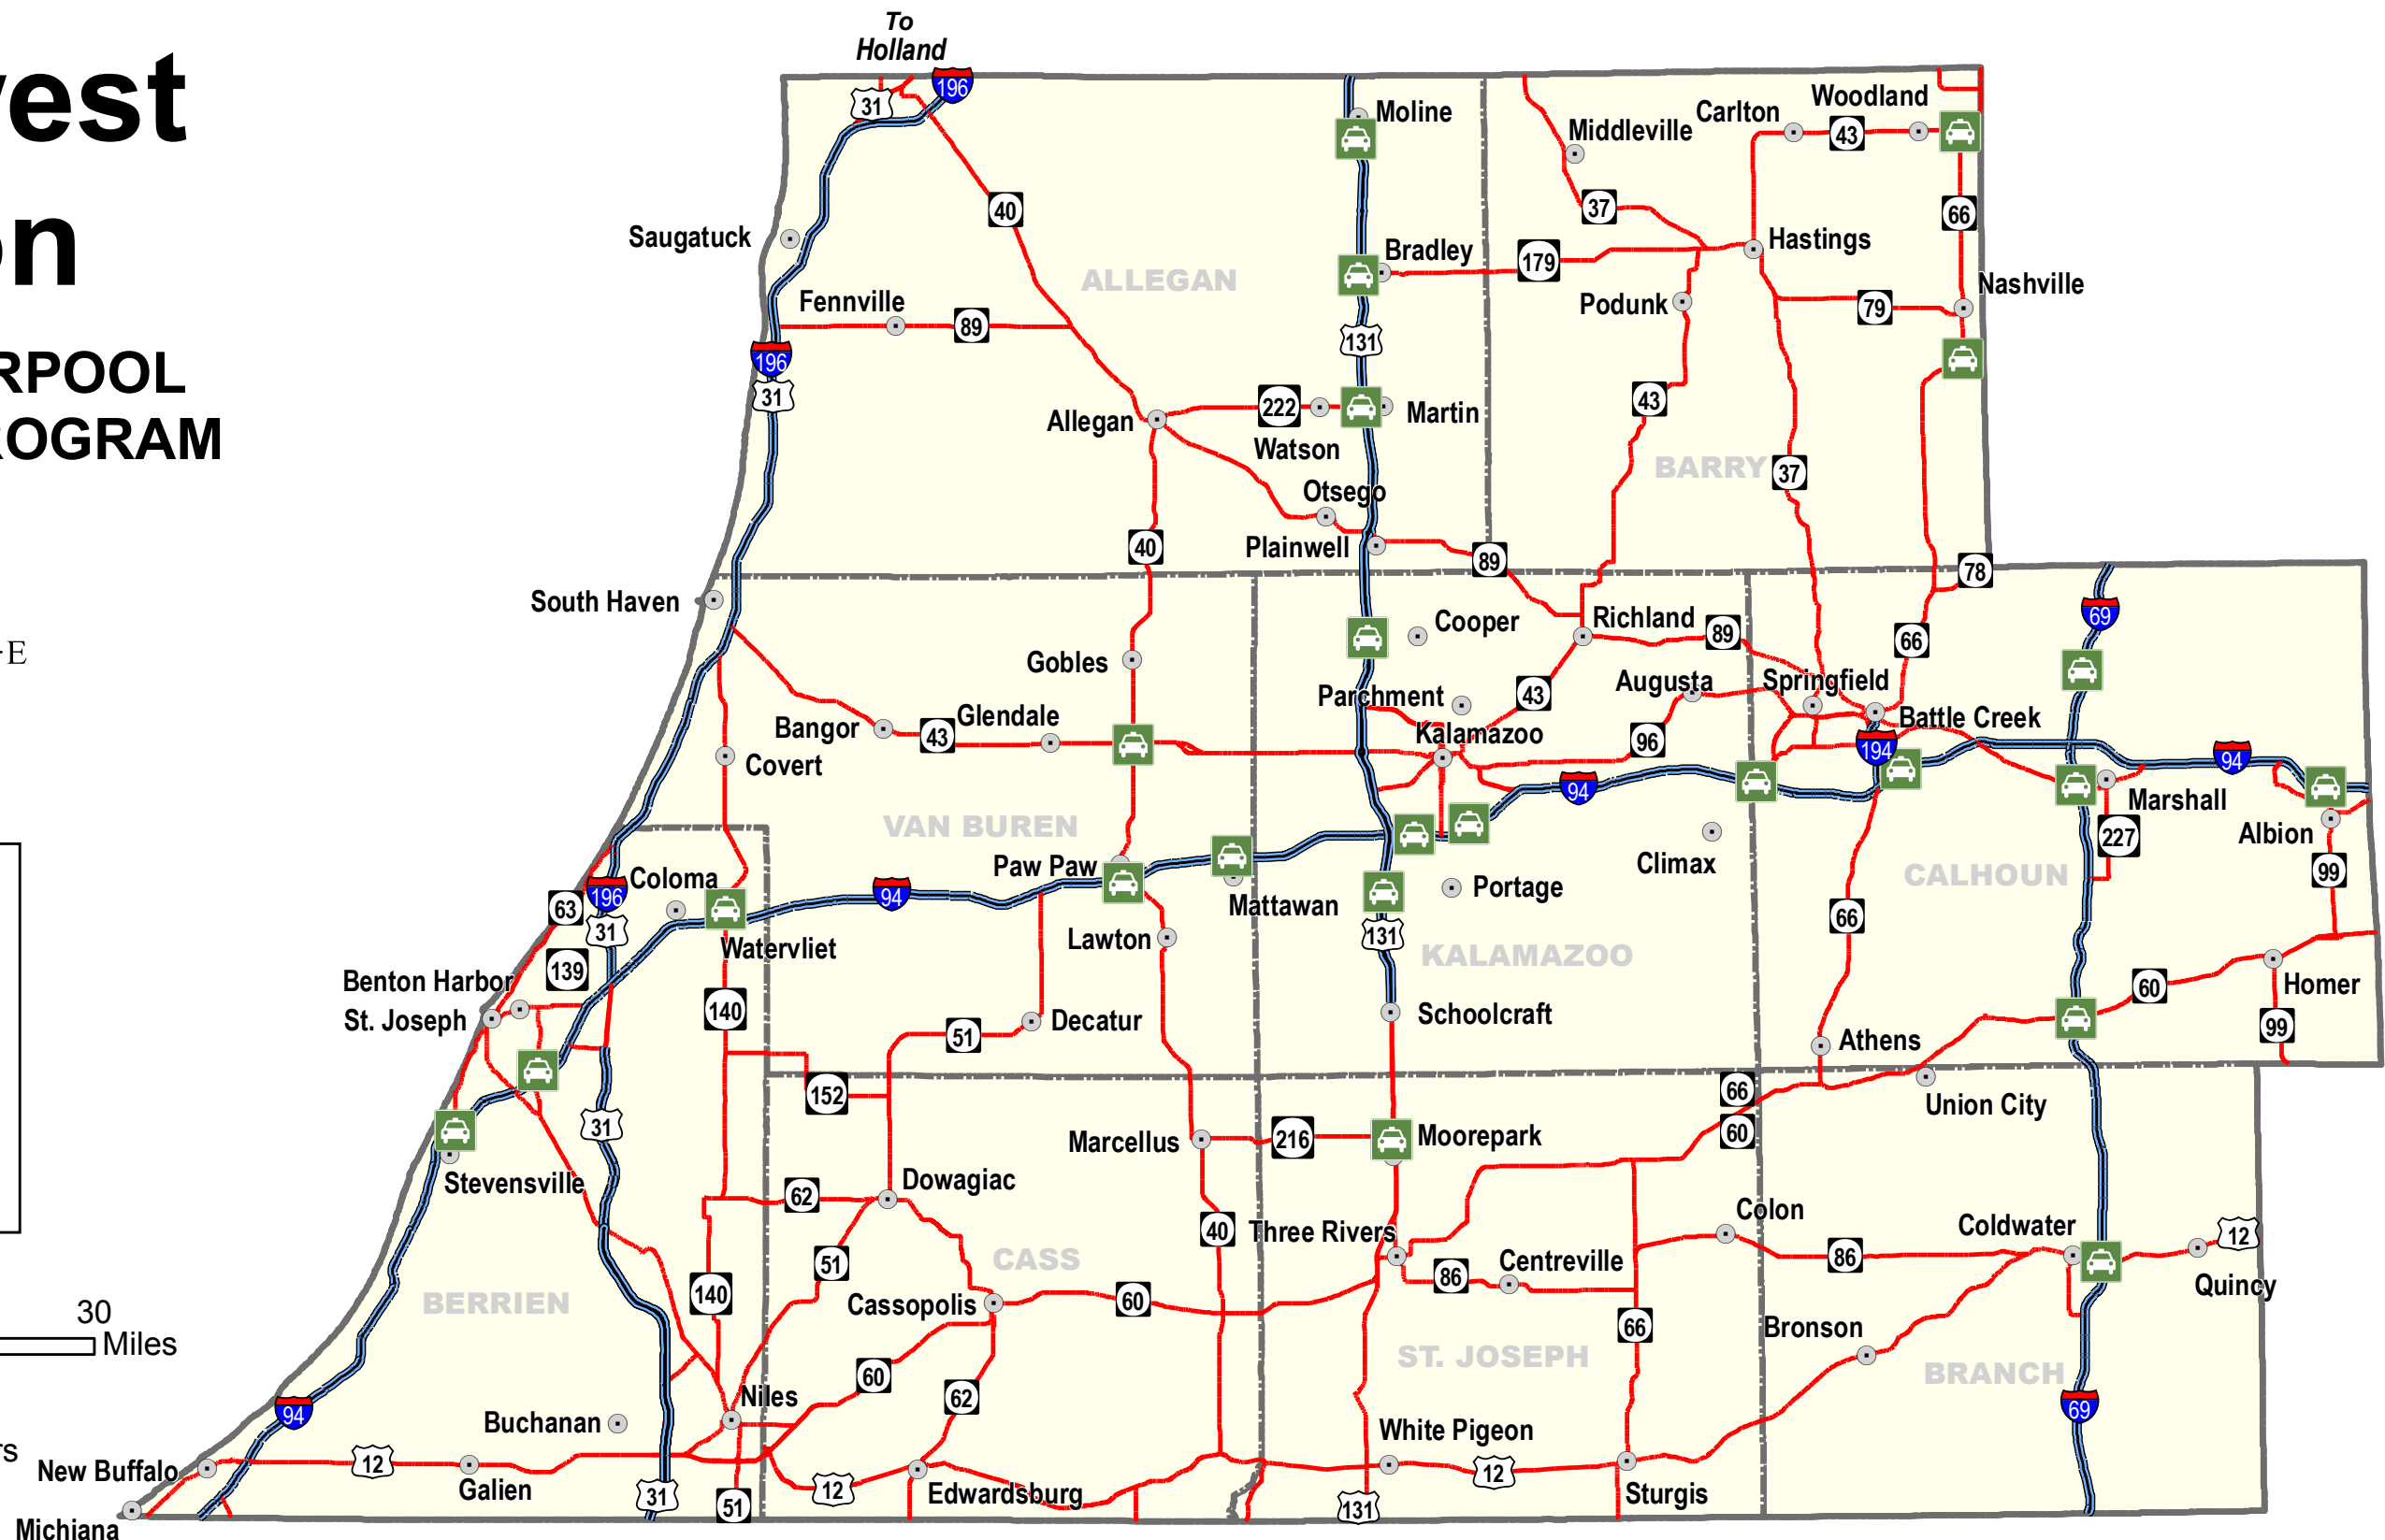 vest
on
RPOOL
ROGRAM
E
30
Miles
rs
To
Holland
196
31
Moline
Woodland
Carlton
43
Middleville
40
37
66
Saugatuck
Bradley
179
Hastings
ALLEGAN
Nashville
Fennville
89
Podunk
79
131
196
31
43
Allegan
222
Martin
Watson
BARRY
37
Otsego
40
Plainwell
89
78
South Haven
Cooper
Richland
69
89
66
Gobles
Parchment
43
Augusta
Springfield
Bangor
43
Glendale
Kalamazoo
96
Battle Creek
194
94
Covert
94
Marshall
VAN BUREN
227
Albion
Paw Paw
Climax
Coloma
196
94
CALHOUN
99
63
31
Mattawan
Portage
66
131
Watervliet
Lawton
KALAMAZOO
139
Benton Harbor
60
Homer
140
St. Joseph
Decatur
Schoolcraft
51
99
Athens
152
66
Union City
31
60
Marcellus
216
Moorepark
Stevensville
62
Dowagiac
Colon
40
Three Rivers
Coldwater
12
51
CASS
Centreville
86
86
Quincy
140
BERRIEN
Cassopolis
60
66
Bronson
ST. JOSEPH
BRANCH
60
62
Niles
94
69
Buchanan
White Pigeon
New Buffalo
12
12
Galien
12
Edwardsburg
Sturgis
31
51
131
Michiana